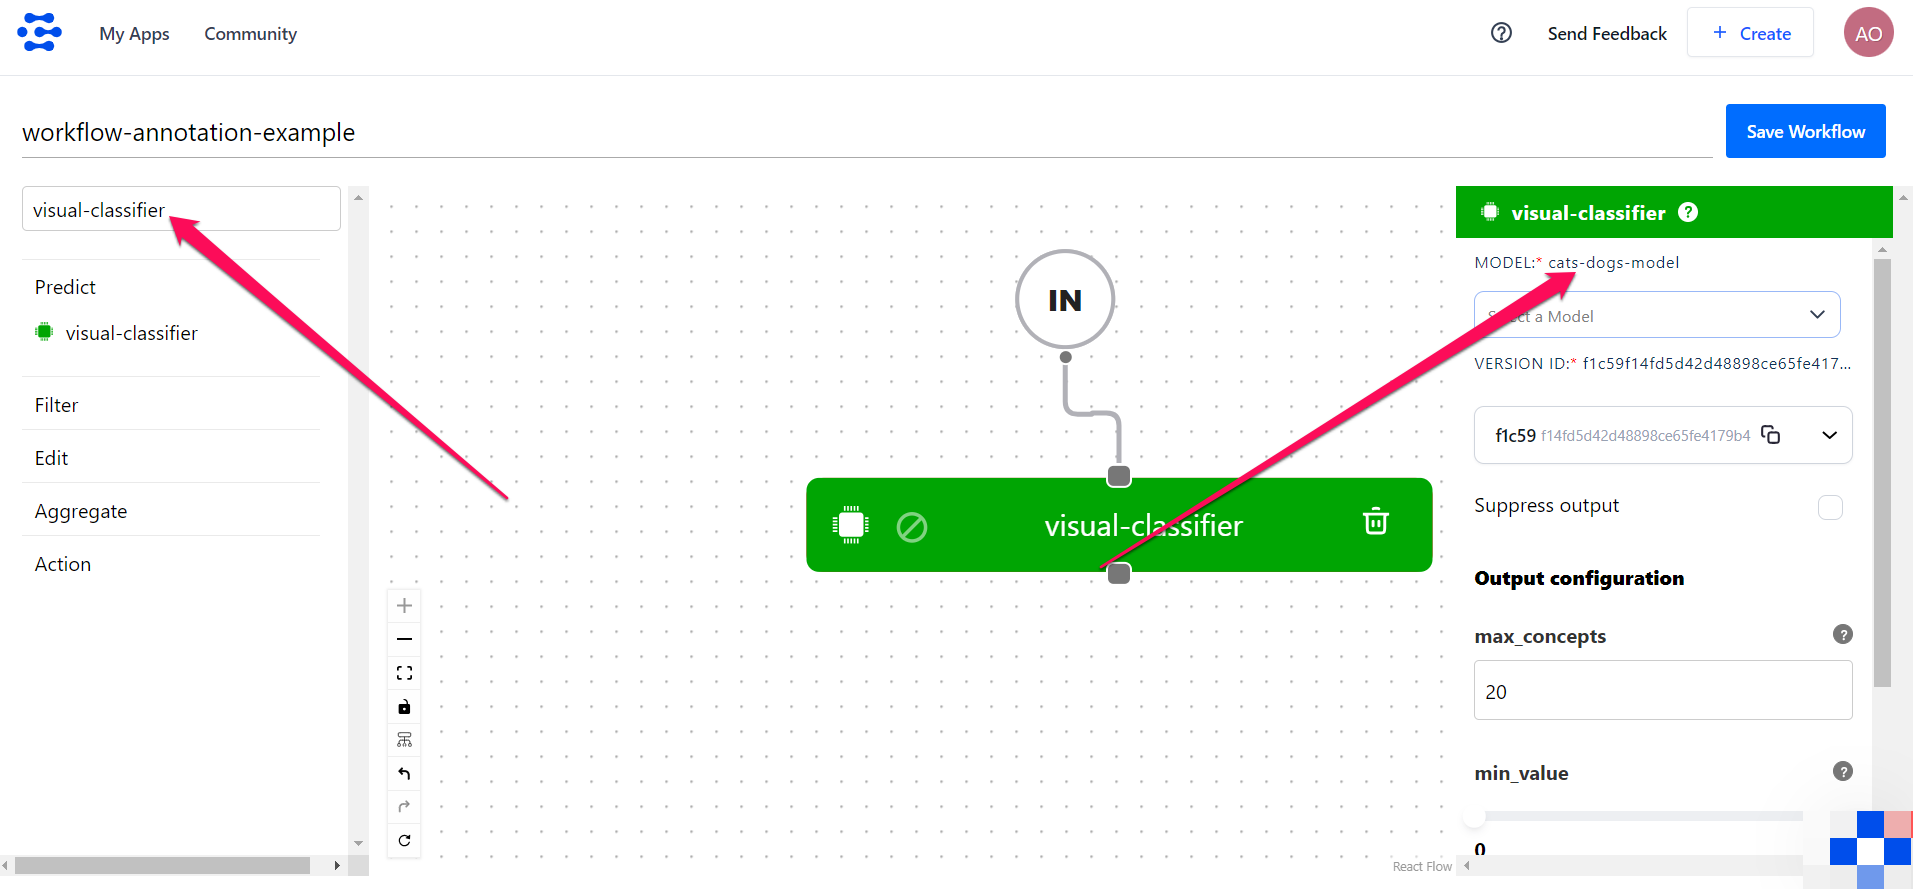 My Apps
Community
Send Feedback
+ Create
AO
workflow-annotation-example
Save Workflow
visual-classifier
Predict
visual-classifier
Filter
Edit
Aggregate
Action
IN
visual-classifier
React Flow
visual-classifier ?
MODEL:* cats-dogs-model
Select a Model
VERSION ID:* f1c59f14fd5d42d48898ce65fe417...
f1c59 f14fd5d42d48898ce65fe4179b4
Suppress output
Output configuration
max_concepts ?
20
min_value ?
0